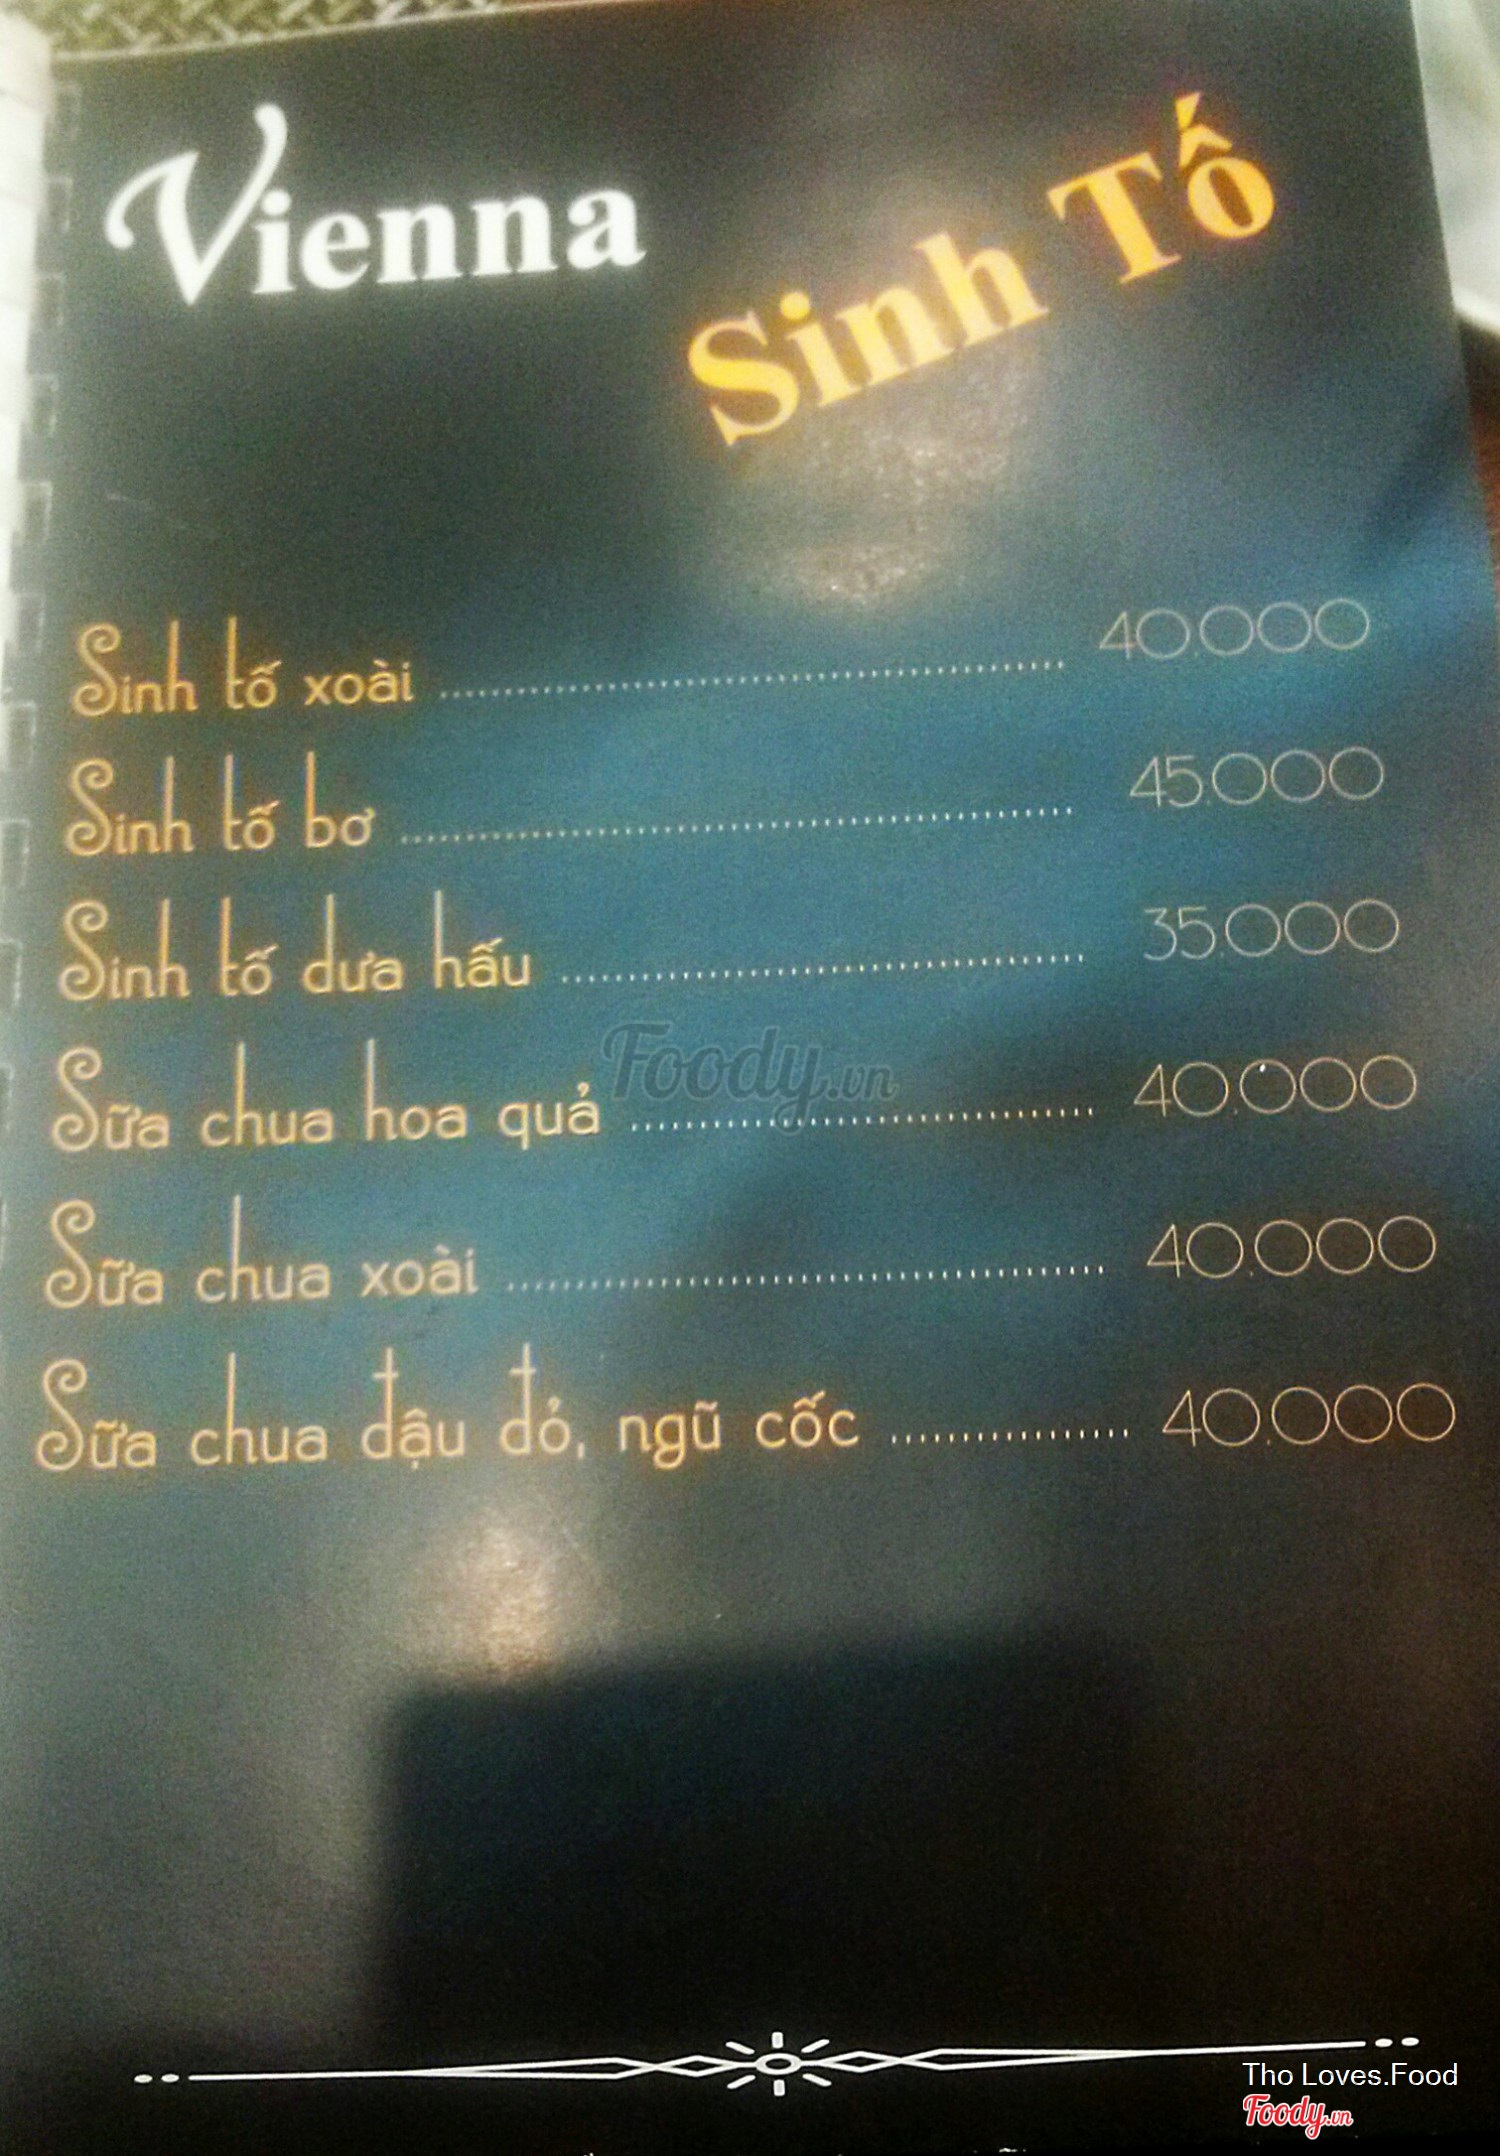 Vienna
Sinh Tố
Sinh tố xoài ........................ 40.000
Sinh tố bơ ........................ 45.000
Sinh tố dưa hấu ........................ 35.000
Foody.vn
Sữa chua hoa quả ........................ 40.000
Sữa chua xoài ........................ 40.000
Sữa chua đậu đỏ, ngũ cốc ........................ 40.000
Tho Loves.Food
Foody.vn